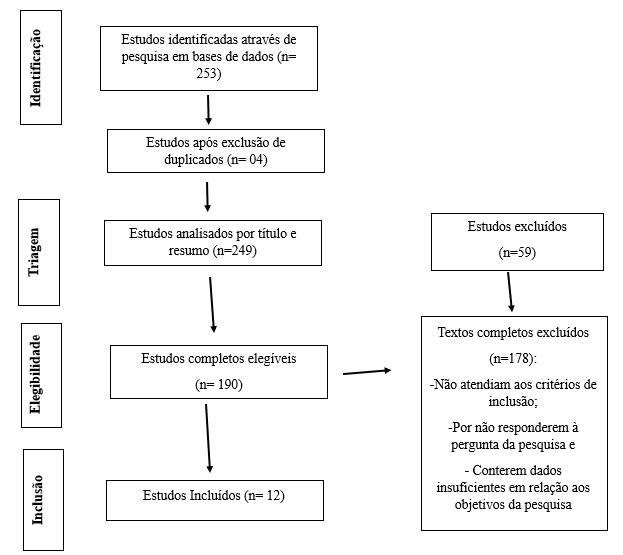 Identificação
Estudos identificadas através de
pesquisa em bases de dados (n=
253)
Estudos após exclusão de
duplicados (n= 04)
Triagem
Estudos analisados por título e
resumo (n=249)
Estudos excluídos
(n=59)
Elegibilidade
Estudos completos elegíveis
(n= 190)
Textos completos excluídos
(n=178):
-Não atendiam aos critérios de
inclusão;
-Por não responderem à
pergunta da pesquisa e
- Conterem dados
insuficientes em relação aos
objetivos da pesquisa
Inclusão
Estudos Incluídos (n= 12)